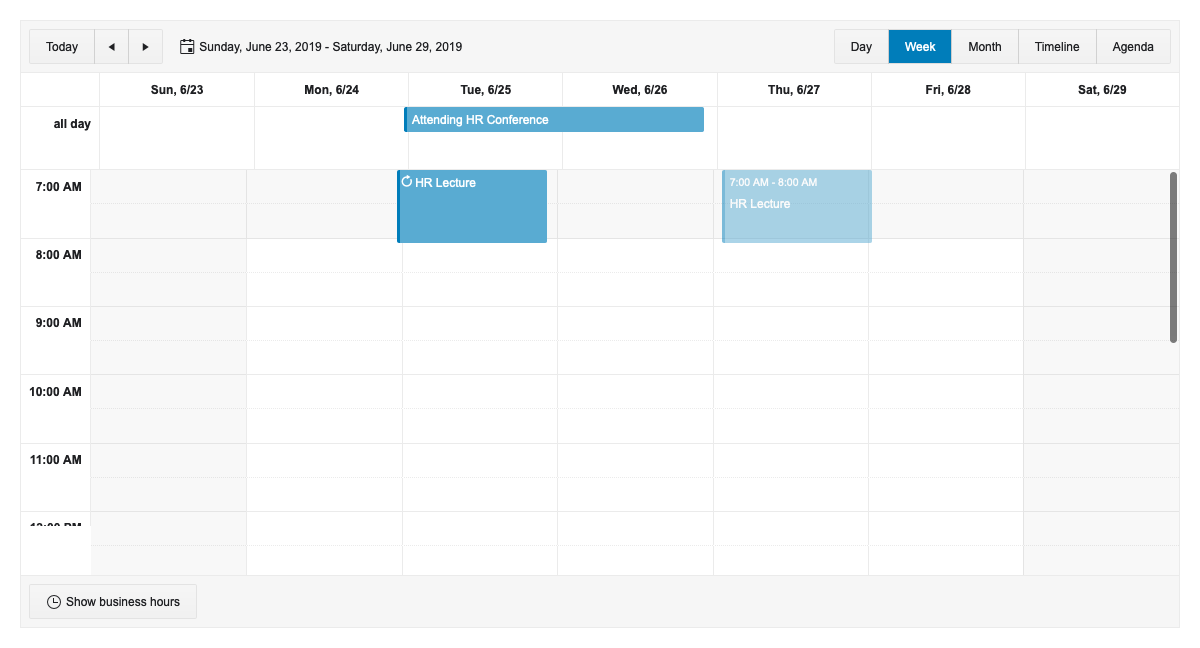 Today
Sunday, June 23, 2019 - Saturday, June 29, 2019
Day
Week
Month
Timeline
Agenda
Sun, 6/23
Mon, 6/24
Tue, 6/25
Wed, 6/26
Thu, 6/27
Fri, 6/28
Sat, 6/29
all day
Attending HR Conference
7:00 AM
HR Lecture
7:00 AM - 8:00 AM
HR Lecture
8:00 AM
9:00 AM
10:00 AM
11:00 AM
12:00 PM
Show business hours